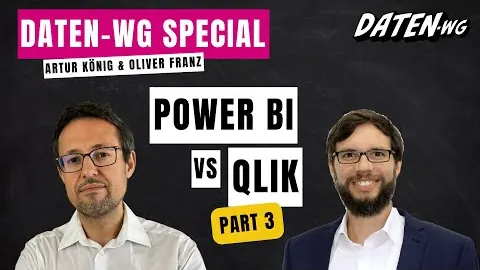 DATEN-WG SPECIAL
DATEN-WG
ARTUR KÖNIG & OLIVER FRANZ
POWER BI
VS QLIK
PART 3